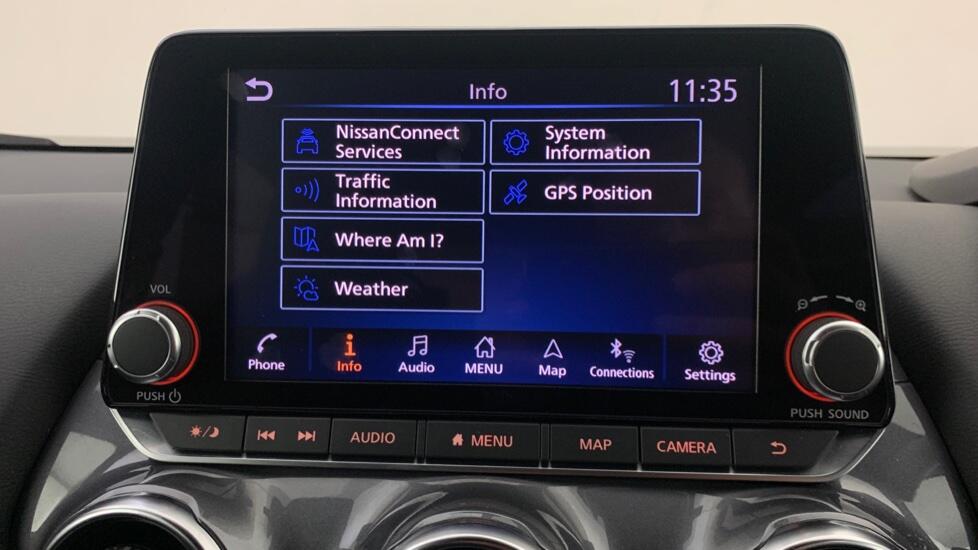 Info
11:35
NissanConnect
Services
System
Information
Traffic
Information
GPS Position
Where Am I?
Weather
VOL
PUSH
Phone
Info
Audio
MENU
Map
Connections
Settings
PUSH SOUND
AUDIO
MENU
MAP
CAMERA